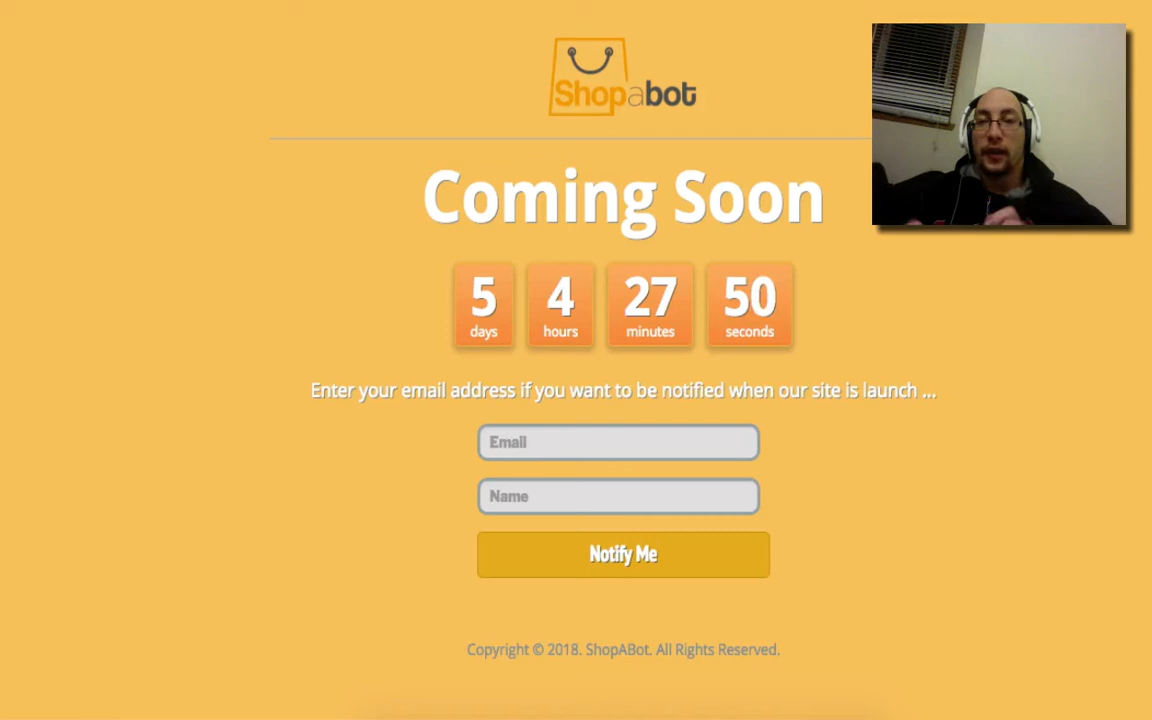 Shopabot
Coming Soon
5 4 27 50
days hours minutes seconds
Enter your email address if you want to be notified when our site is launch ...
Email
Name
Notify Me
Copyright © 2018. ShopABot. All Rights Reserved.